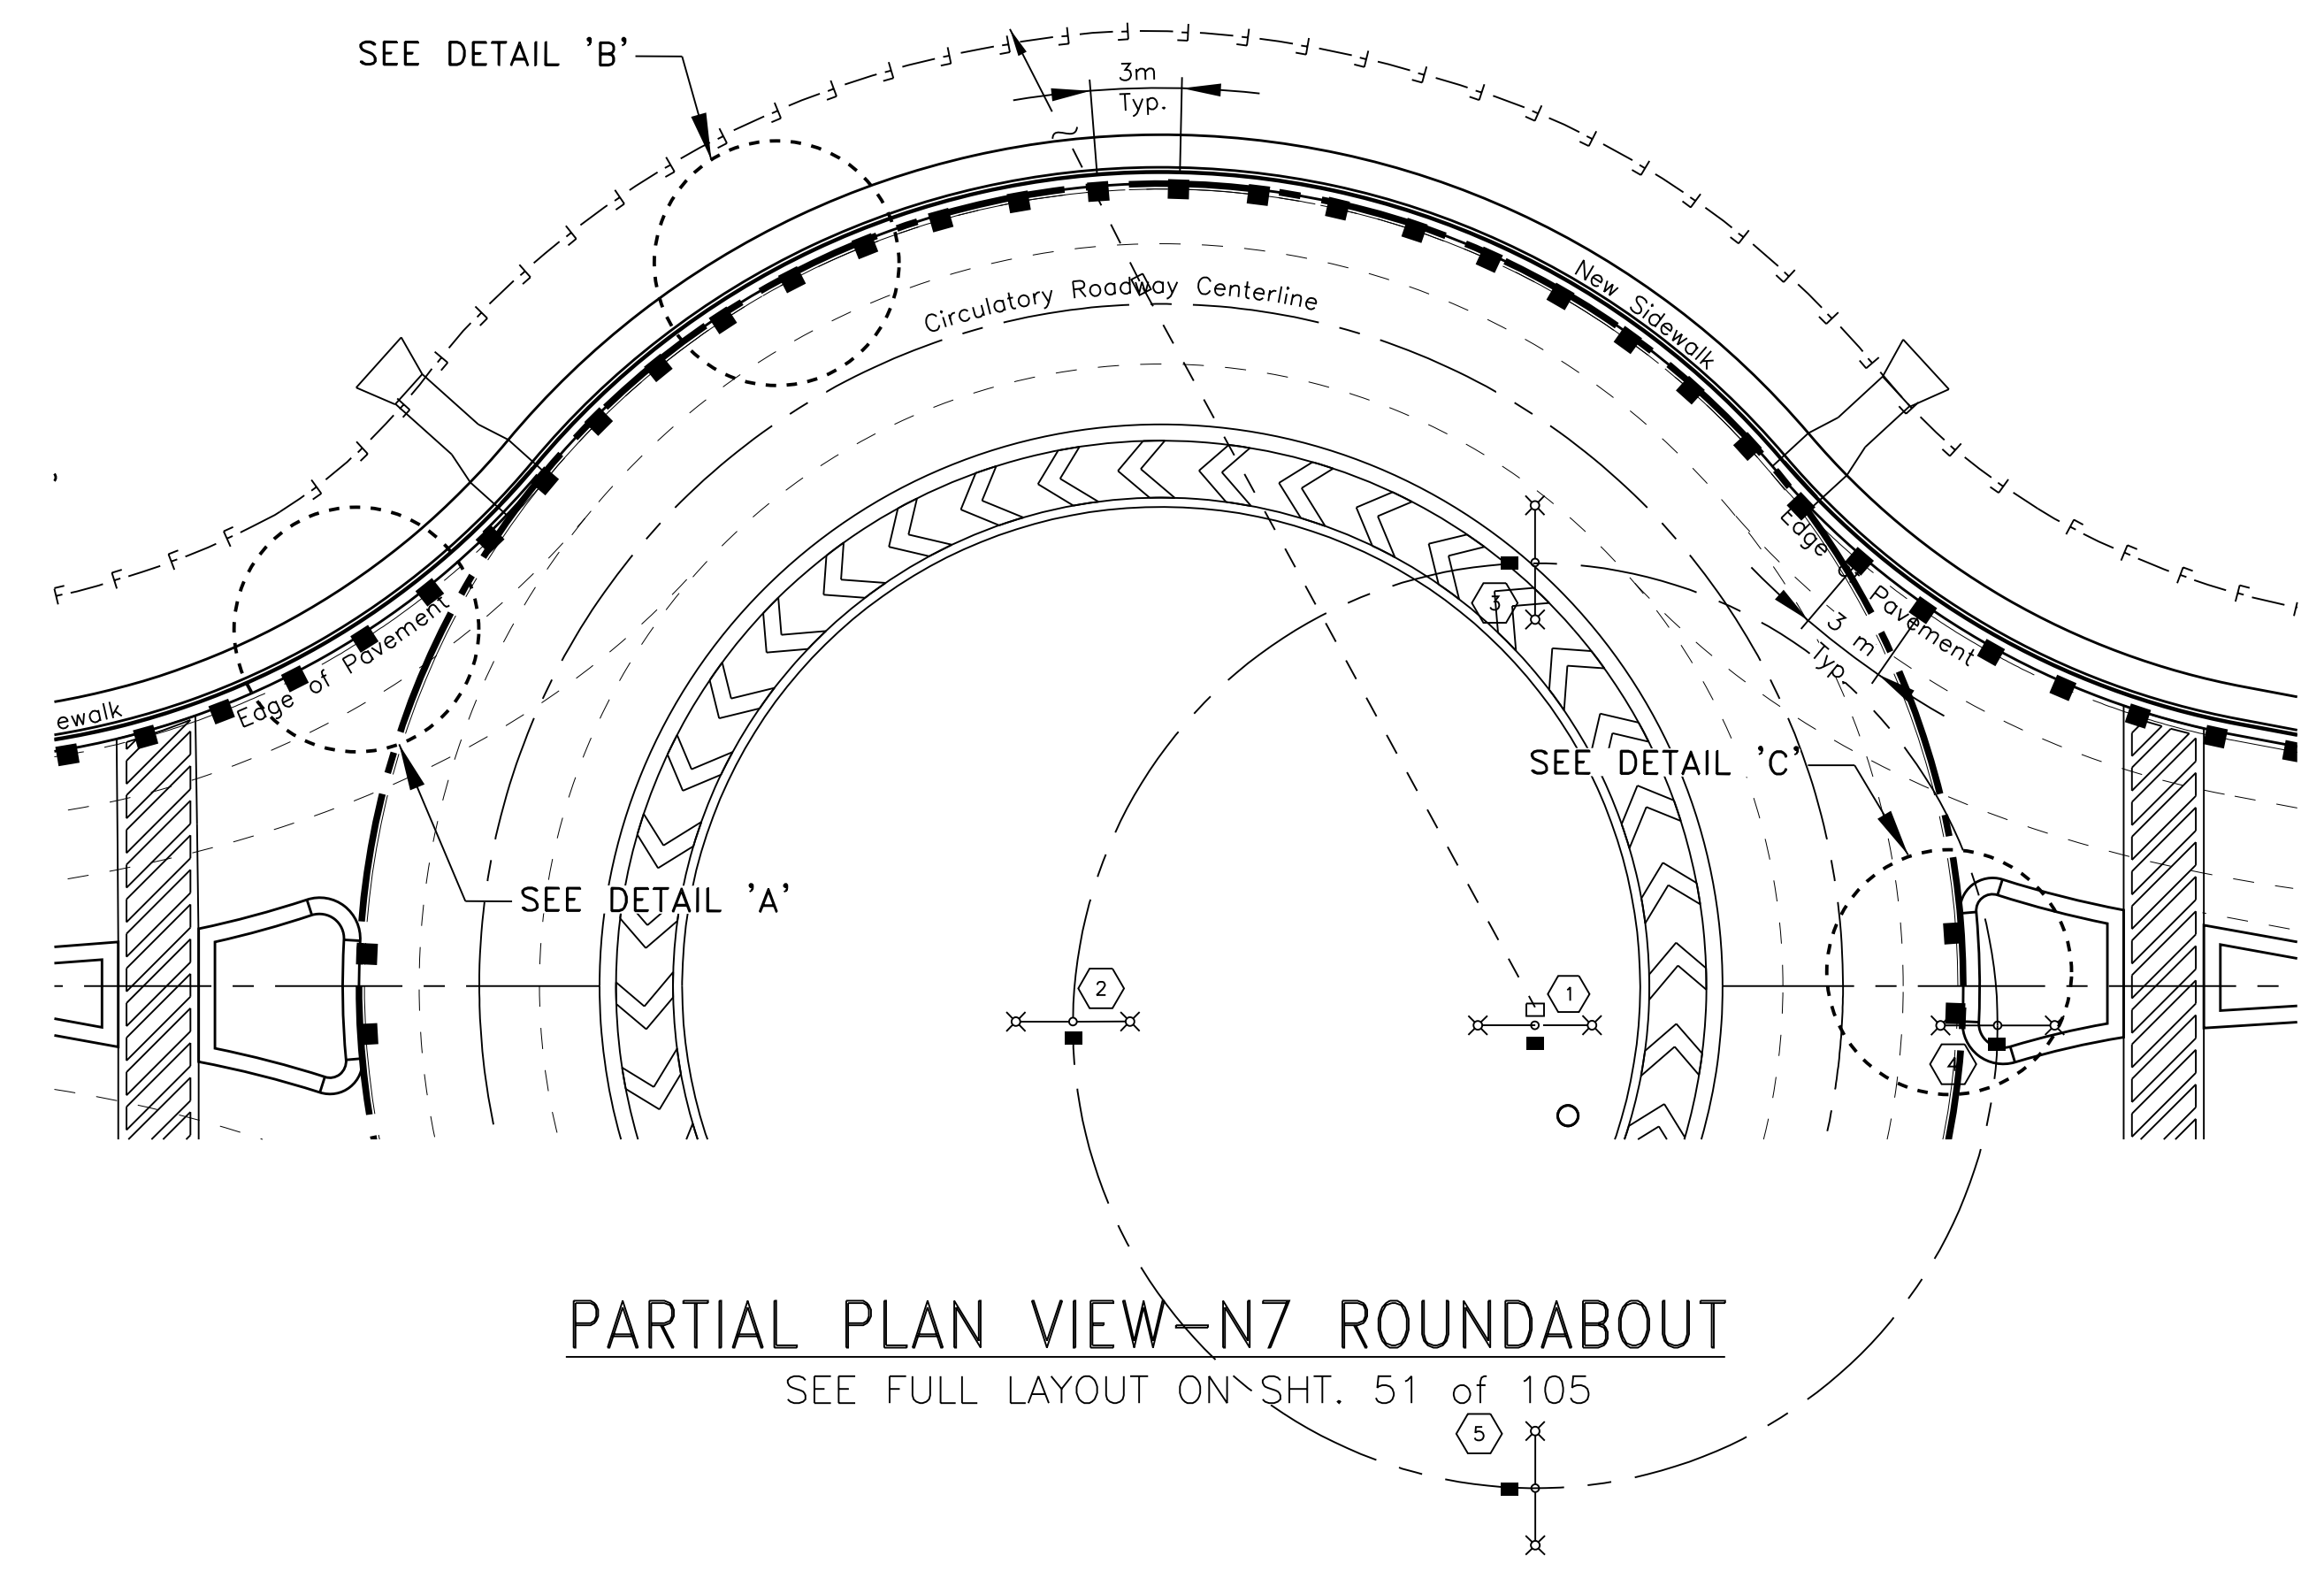 SEE DETAIL 'B'
3m
Typ.
Circulatory Roadway Centerline
New Sidewalk
Edge of Pavement
ewalk
Edge of Pavement
3 m
Typ.
SEE DETAIL 'C'
SEE DETAIL 'A'
3
2
1
4
PARTIAL PLAN VIEW-N7 ROUNDABOUT
SEE FULL LAYOUT ON SHT. 51 of 105
5